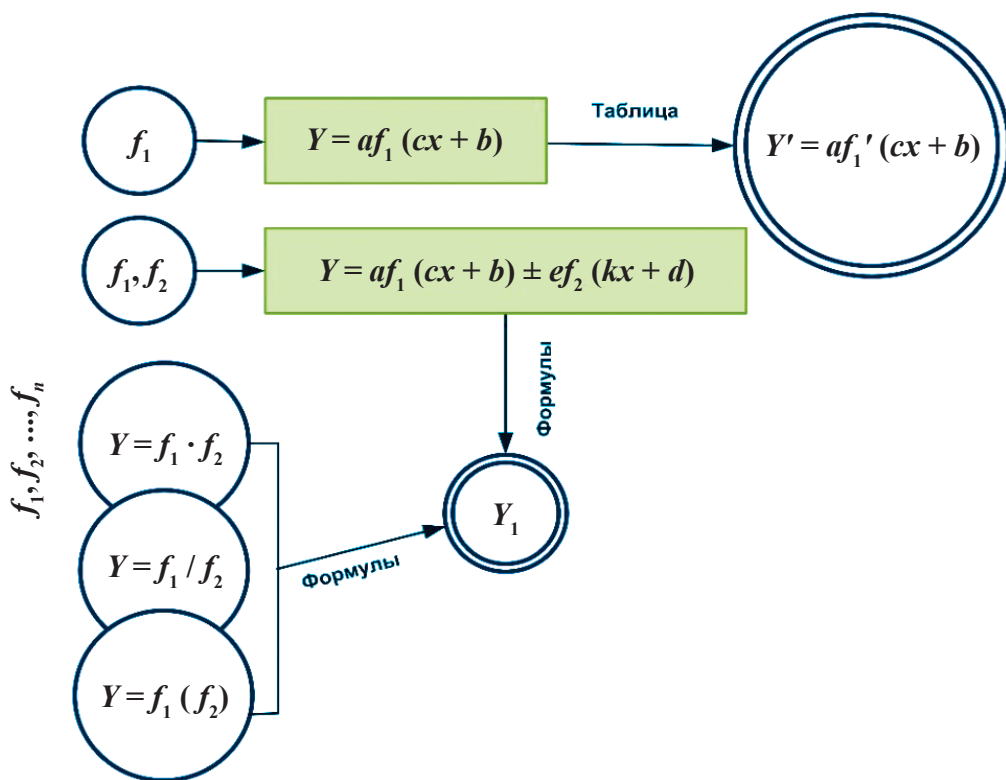 f₁
Y = af₁ (cx + b)
Таблица
Y′ = af₁′ (cx + b)
f₁, f₂
Y = af₁ (cx + b) ± ef₂ (kx + d)
Формулы
f₁, f₂, ..., fₙ
Y = f₁ · f₂
Y = f₁ / f₂
Y = f₁ ( f₂)
Формулы
Y₁